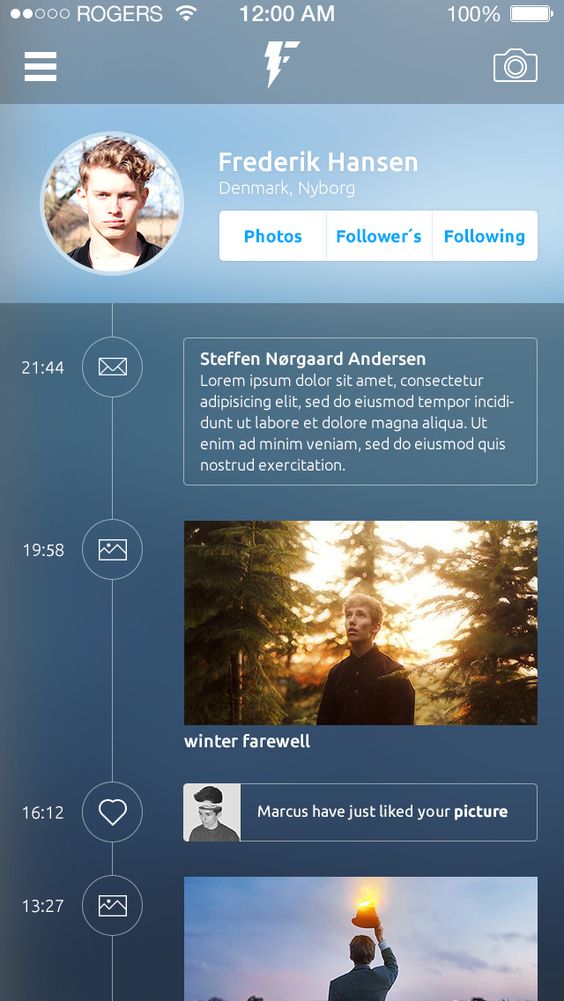 ROGERS 12:00 AM 100%
Frederik Hansen
Denmark, Nyborg
Photos Follower´s Following
21:44
Steffen Nørgaard Andersen
Lorem ipsum dolor sit amet, consectetur
adipisicing elit, sed do eiusmod tempor incidi-
dunt ut labore et dolore magna aliqua. Ut
enim ad minim veniam, sed do eiusmod quis
nostrud exercitation.
19:58
winter farewell
16:12
Marcus have just liked your picture
13:27